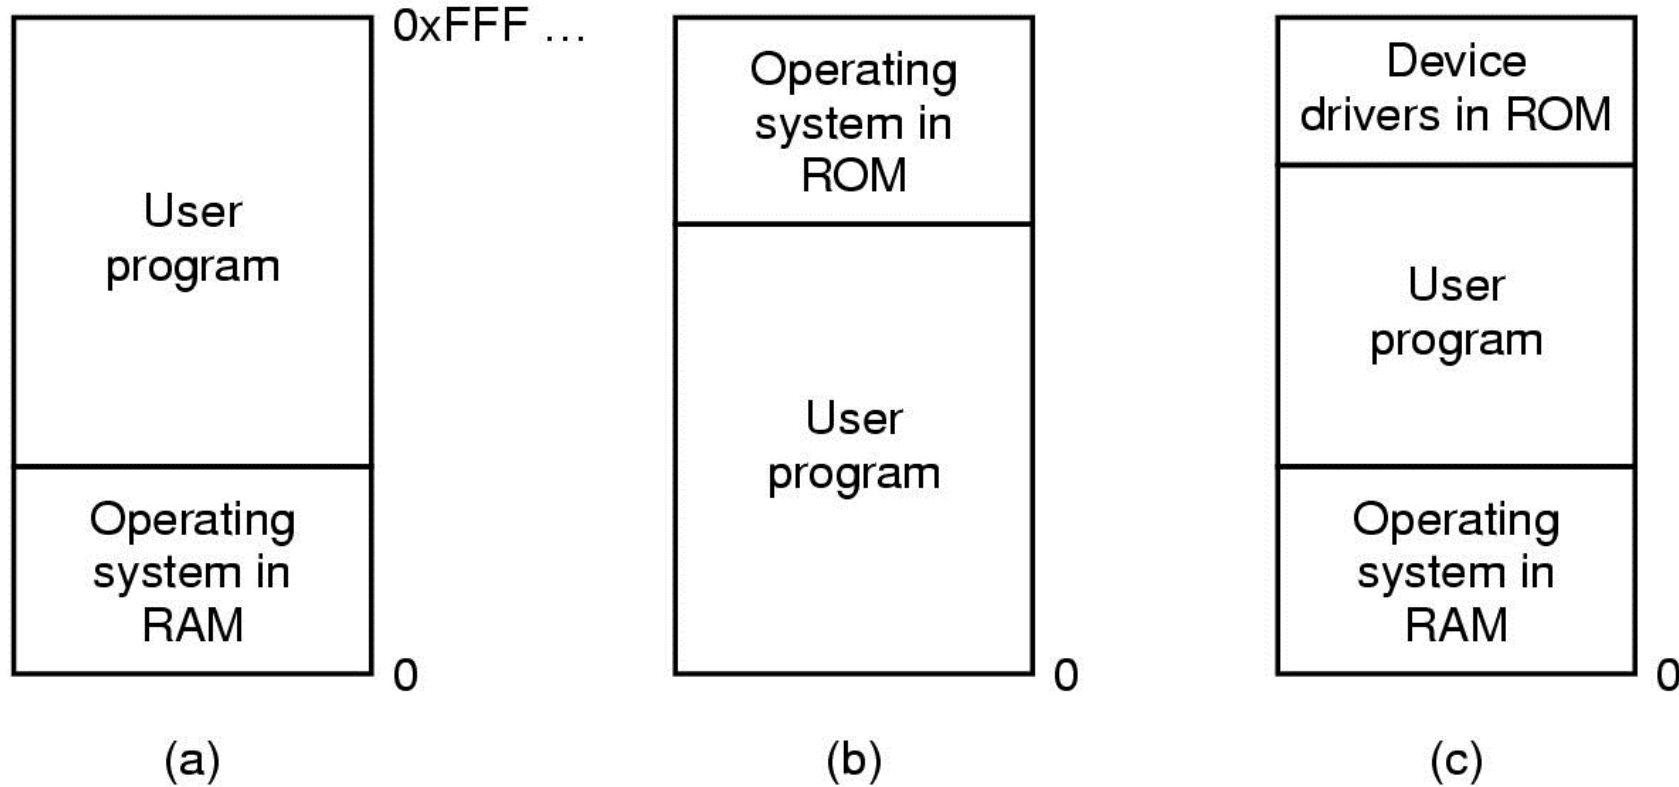 0xFFF ...
User
program
Operating
system in
RAM
0
(a)
Operating
system in
ROM
User
program
0
(b)
Device
drivers in ROM
User
program
Operating
system in
RAM
0
(c)